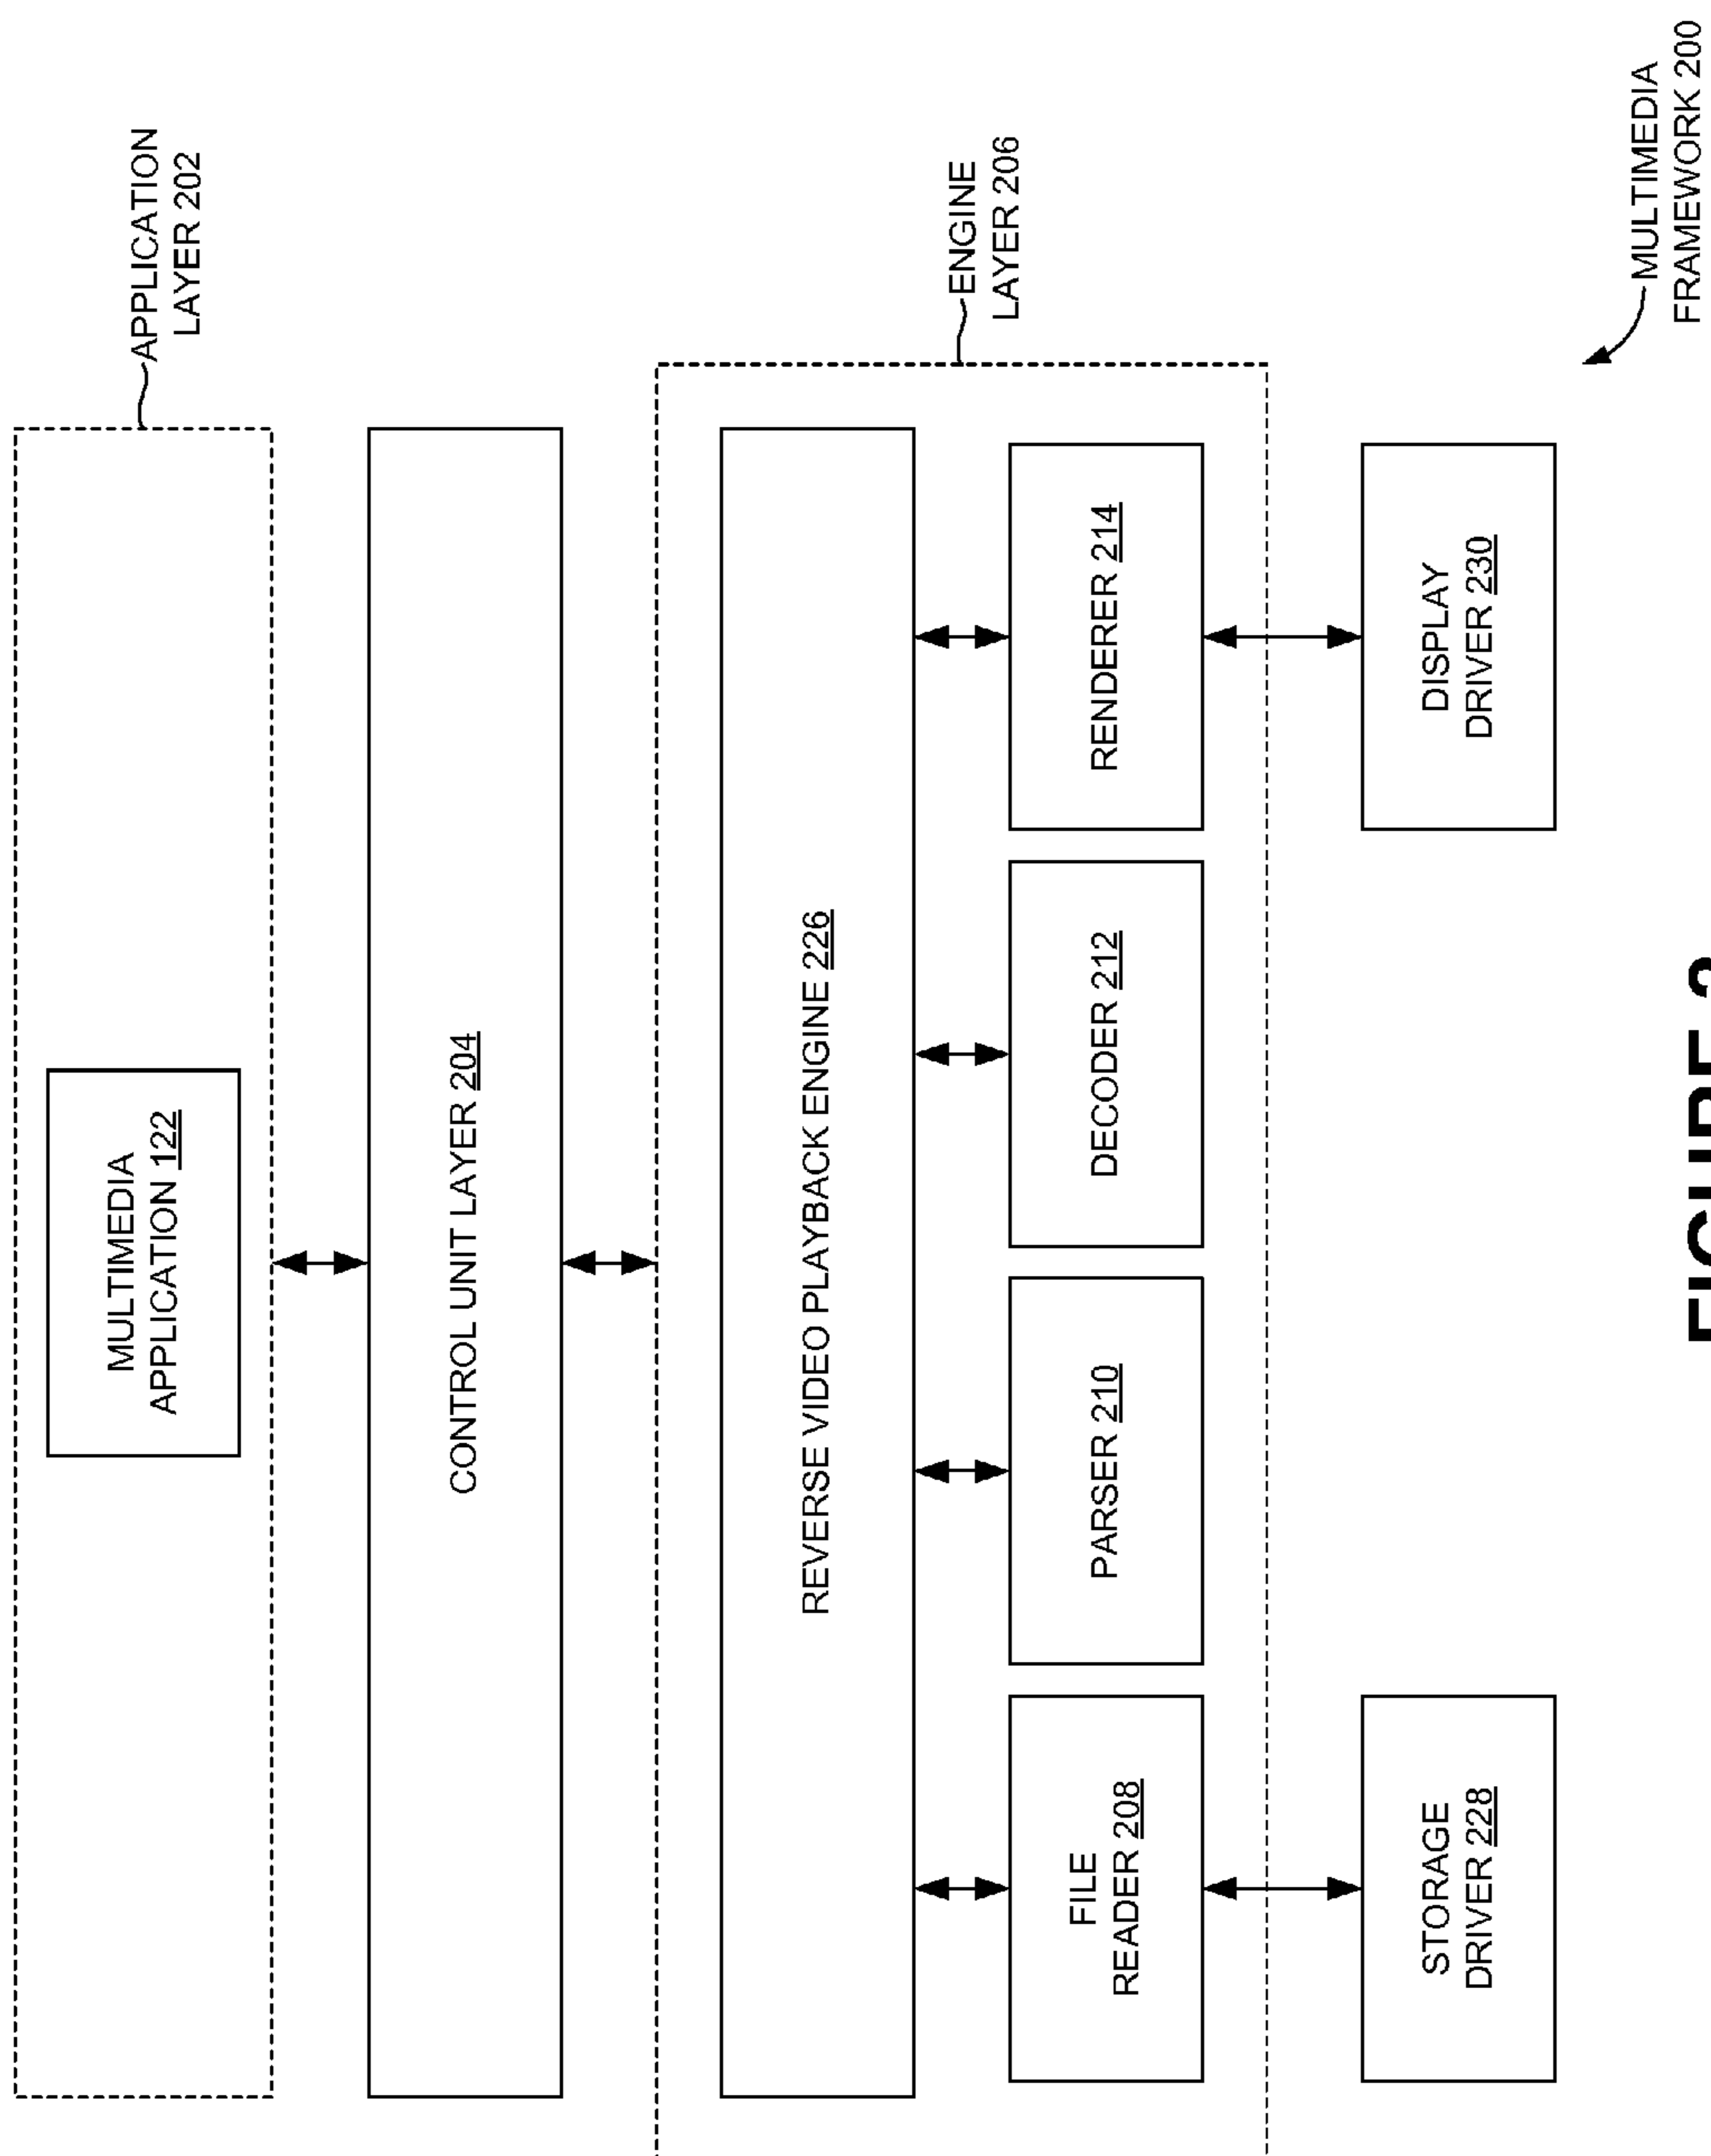 APPLICATION
LAYER 202
MULTIMEDIA
APPLICATION 122
CONTROL UNIT LAYER 204
ENGINE
LAYER 206
REVERSE VIDEO PLAYBACK ENGINE 226
FILE
READER 208
PARSER 210
DECODER 212
RENDERER 214
STORAGE
DRIVER 228
DISPLAY
DRIVER 230
MULTIMEDIA
FRAMEWORK 200
FIGURE